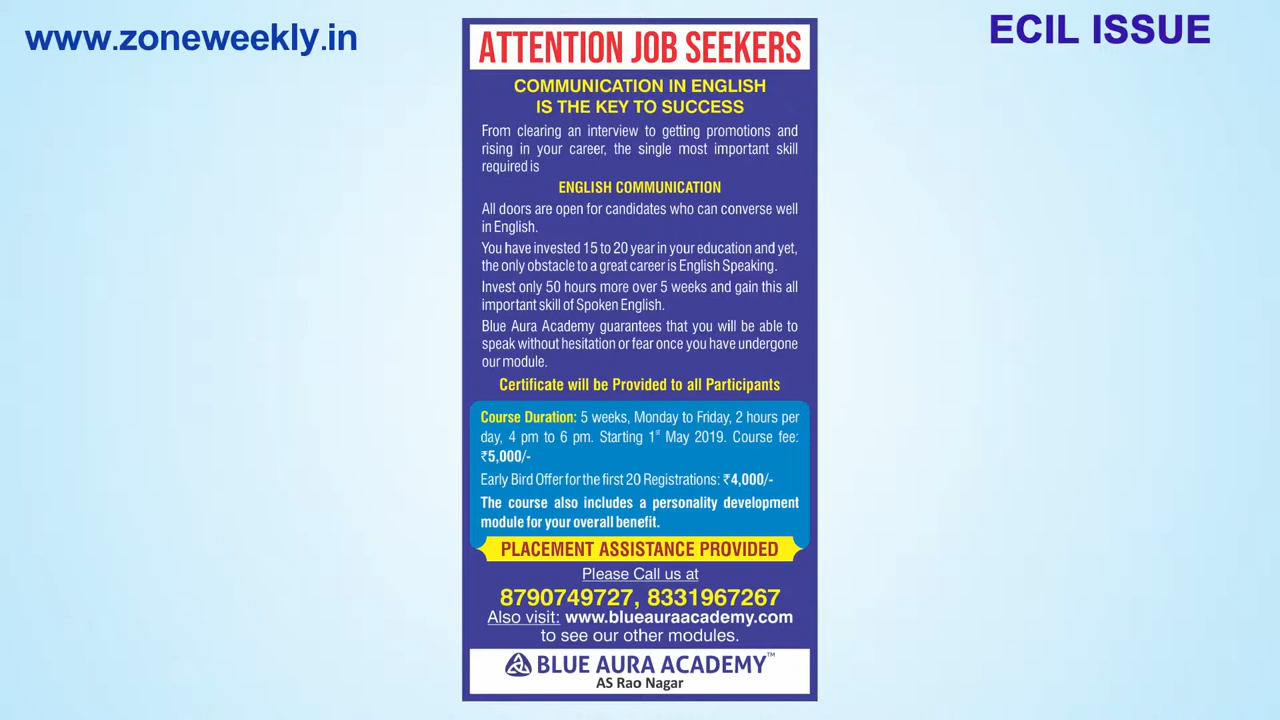 www.zoneweekly.in
ECIL ISSUE
ATTENTION JOB SEEKERS
COMMUNICATION IN ENGLISH
IS THE KEY TO SUCCESS
From clearing an interview to getting promotions and
rising in your career, the single most important skill
required is
ENGLISH COMMUNICATION
All doors are open for candidates who can converse well
in English.
You have invested 15 to 20 year in your education and yet,
the only obstacle to a great career is English Speaking.
Invest only 50 hours more over 5 weeks and gain this all
important skill of Spoken English.
Blue Aura Academy guarantees that you will be able to
speak without hesitation or fear once you have undergone
our module.
Certificate will be Provided to all Participants
Course Duration: 5 weeks, Monday to Friday, 2 hours per
day, 4 pm to 6 pm. Starting 1st May 2019. Course fee:
₹5,000/-
Early Bird Offer for the first 20 Registrations: ₹4,000/-
The course also includes a personality development
module for your overall benefit.
PLACEMENT ASSISTANCE PROVIDED
Please Call us at
8790749727, 8331967267
Also visit: www.blueauraacademy.com
to see our other modules.
BLUE AURA ACADEMY™
AS Rao Nagar